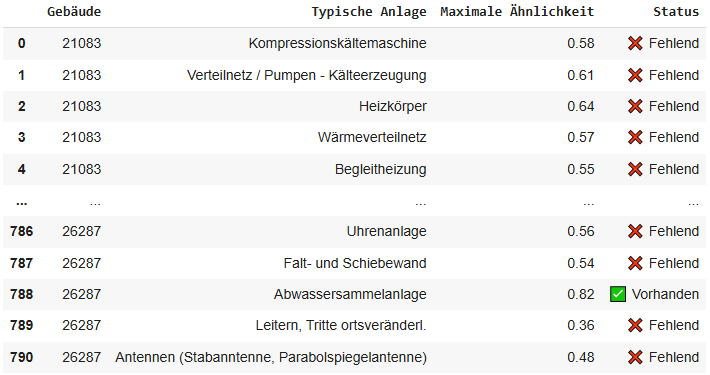 Gebäude Typische Anlage Maximale Ähnlichkeit Status
0 21083 Kompressionskältemaschine 0.58 ❌ Fehlend
1 21083 Verteilnetz / Pumpen - Kälteerzeugung 0.61 ❌ Fehlend
2 21083 Heizkörper 0.64 ❌ Fehlend
3 21083 Wärmeverteilnetz 0.57 ❌ Fehlend
4 21083 Begleitheizung 0.55 ❌ Fehlend
... ... ... ... ...
786 26287 Uhrenanlage 0.56 ❌ Fehlend
787 26287 Falt- und Schiebewand 0.54 ❌ Fehlend
788 26287 Abwassersammelanlage 0.82 ✅ Vorhanden
789 26287 Leitern, Tritte ortsveränderl. 0.36 ❌ Fehlend
790 26287 Antennen (Stabanntenne, Parabolspiegelantenne) 0.48 ❌ Fehlend